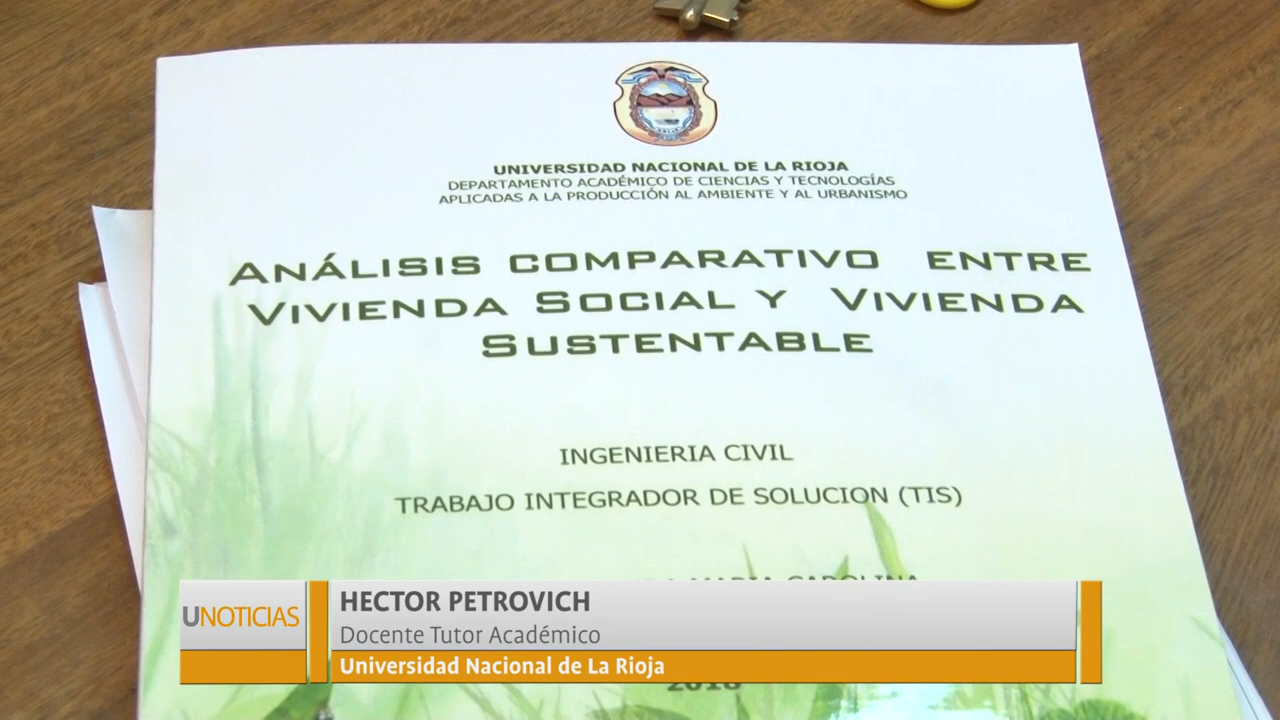 UNIVERSIDAD NACIONAL DE LA RIOJA
DEPARTAMENTO ACADÉMICO DE CIENCIAS Y TECNOLOGÍAS
APLICADAS A LA PRODUCCIÓN AL AMBIENTE Y AL URBANISMO
ANÁLISIS COMPARATIVO ENTRE
VIVIENDA SOCIAL Y VIVIENDA
SUSTENTABLE
INGENIERIA CIVIL
TRABAJO INTEGRADOR DE SOLUCION (TIS)
MARIA CAROLINA
UNOTICIAS
HECTOR PETROVICH
Docente Tutor Académico
Universidad Nacional de La Rioja